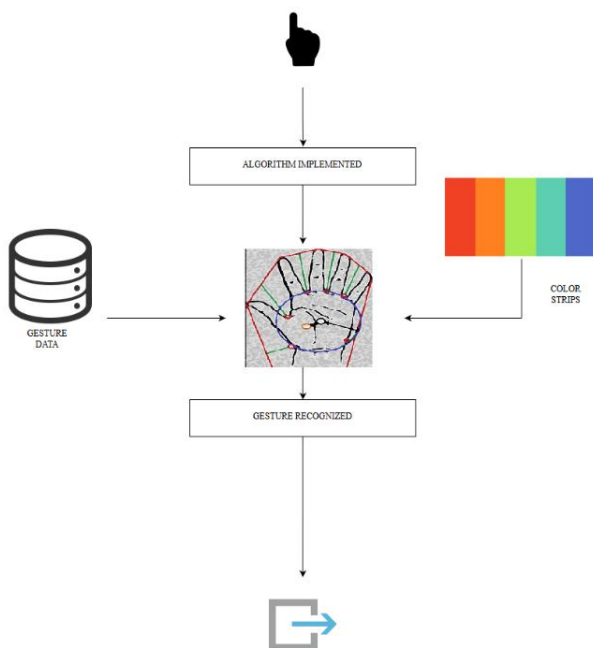 ALGORITHM IMPLEMENTED
COLOR
STRIPS
GESTURE
DATA
GESTURE RECOGNIZED